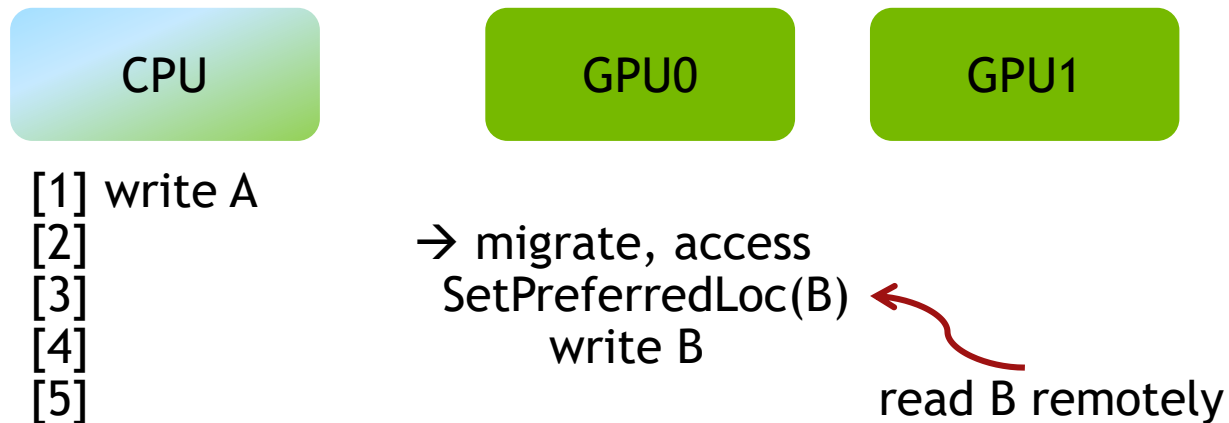 CPU GPU0 GPU1
[1] write A
[2] → migrate, access
[3] SetPreferredLoc(B)
[4] write B
[5] read B remotely